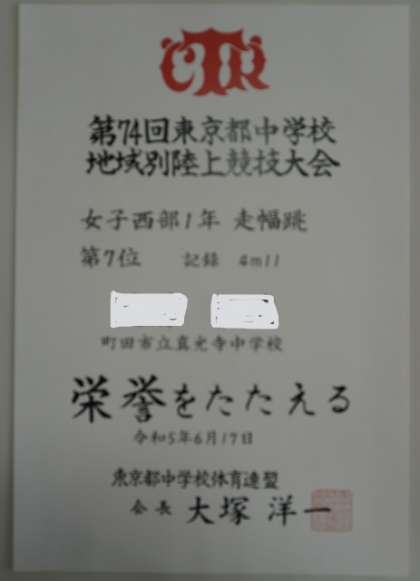 CTR
第74回東京都中学校
地域別陸上競技大会
女子西部1年 走幅跳
第7位 記録 4m11
町田市立真光寺中学校
栄誉をたたえる
令和5年6月17日
東京都中学校体育連盟
会長 大塚 洋一